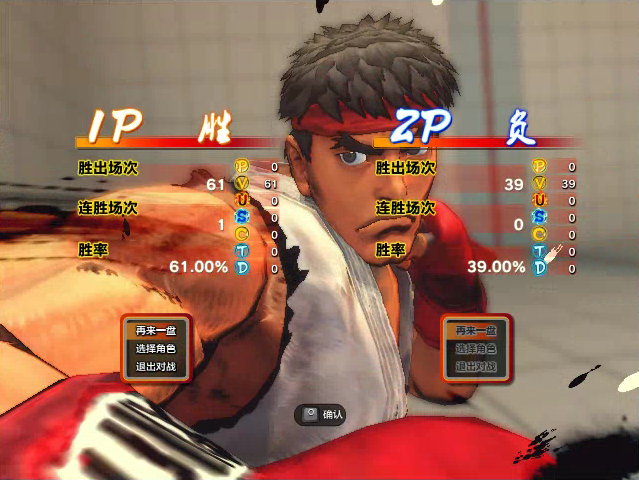 1P 胜
胜出场次
61
连胜场次
1
胜率
61.00%
P 0
V 61
U 0
S 0
C 0
T 0
D 0
再来一盘
选择角色
退出对战
2P 负
胜出场次
39
连胜场次
0
胜率
39.00%
P 0
V 39
U 0
S 0
C 0
T 0
D 0
再来一盘
选择角色
退出对战
确认